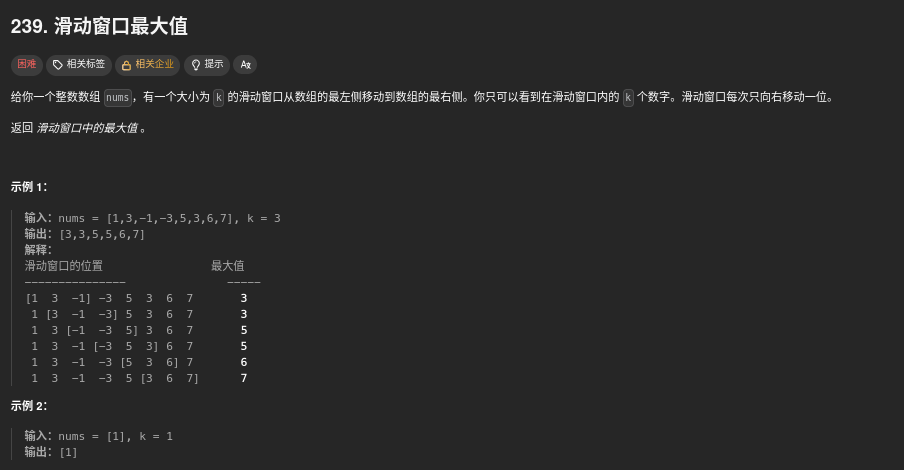 239. 滑动窗口最大值
困难 相关标签 相关企业 提示 Aȥ
给你一个整数数组 nums，有一个大小为 k 的滑动窗口从数组的最左侧移动到数组的最右侧。你只可以看到在滑动窗口内的 k 个数字。滑动窗口每次只向右移动一位。
返回 滑动窗口中的最大值 。
示例 1：
输入：nums = [1,3,-1,-3,5,3,6,7], k = 3
输出：[3,3,5,5,6,7]
解释：
滑动窗口的位置 最大值
--------------- -----
[1 3 -1] -3 5 3 6 7 3
1 [3 -1 -3] 5 3 6 7 3
1 3 [-1 -3 5] 3 6 7 5
1 3 -1 [-3 5 3] 6 7 5
1 3 -1 -3 [5 3 6] 7 6
1 3 -1 -3 5 [3 6 7] 7
示例 2：
输入：nums = [1], k = 1
输出：[1]